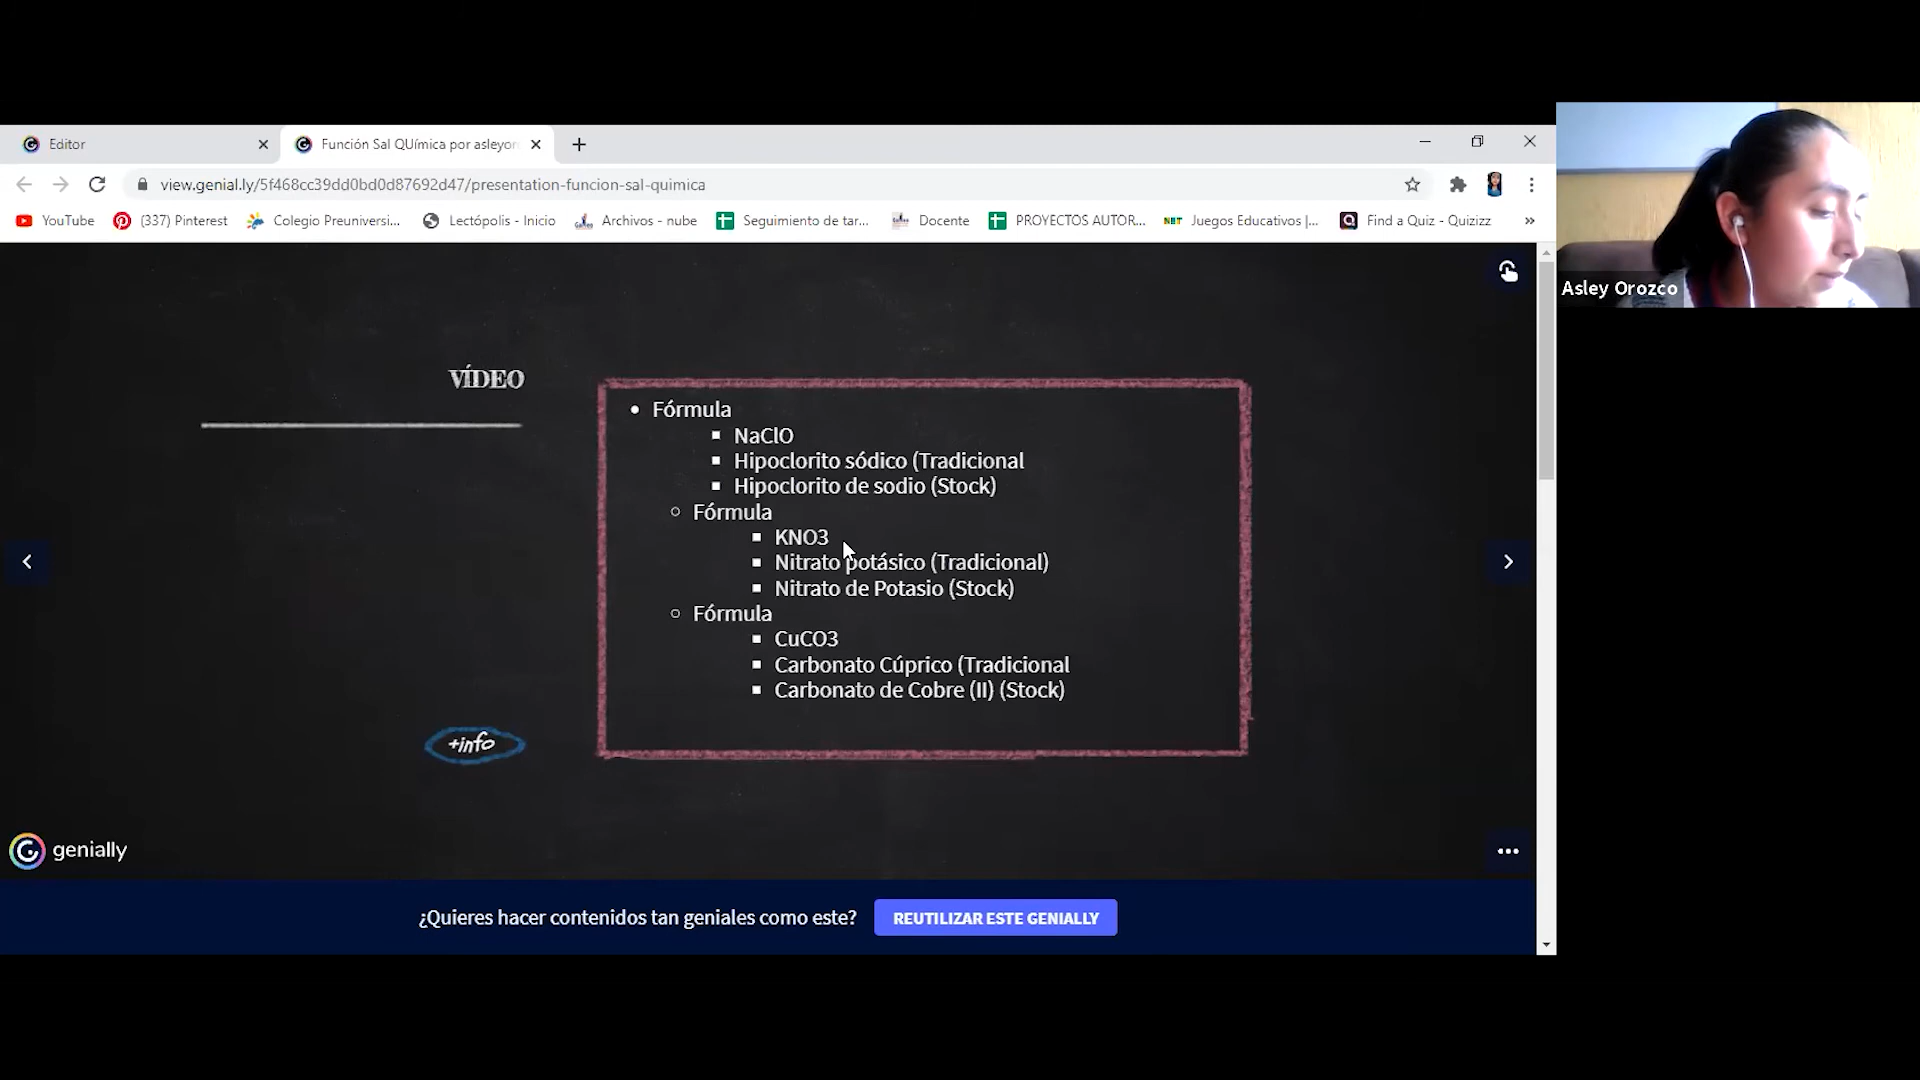 Editor
Función Sal QUímica por asleyor
view.genial.ly/5f468cc39dd0bd0d87692d47/presentation-funcion-sal-quimica
YouTube
(337) Pinterest
Colegio Preuniversi...
Lectópolis - Inicio
Archivos - nube
Seguimiento de tar...
Docente
PROYECTOS AUTOR...
Juegos Educativos |...
Find a Quiz - Quizizz
Asley Orozco
VÍDEO
Fórmula
NaClO
Hipoclorito sódico (Tradicional
Hipoclorito de sodio (Stock)
Fórmula
KNO3
Nitrato potásico (Tradicional)
Nitrato de Potasio (Stock)
Fórmula
CuCO3
Carbonato Cúprico (Tradicional
Carbonato de Cobre (II) (Stock)
+info
genially
¿Quieres hacer contenidos tan geniales como este?
REUTILIZAR ESTE GENIALLY